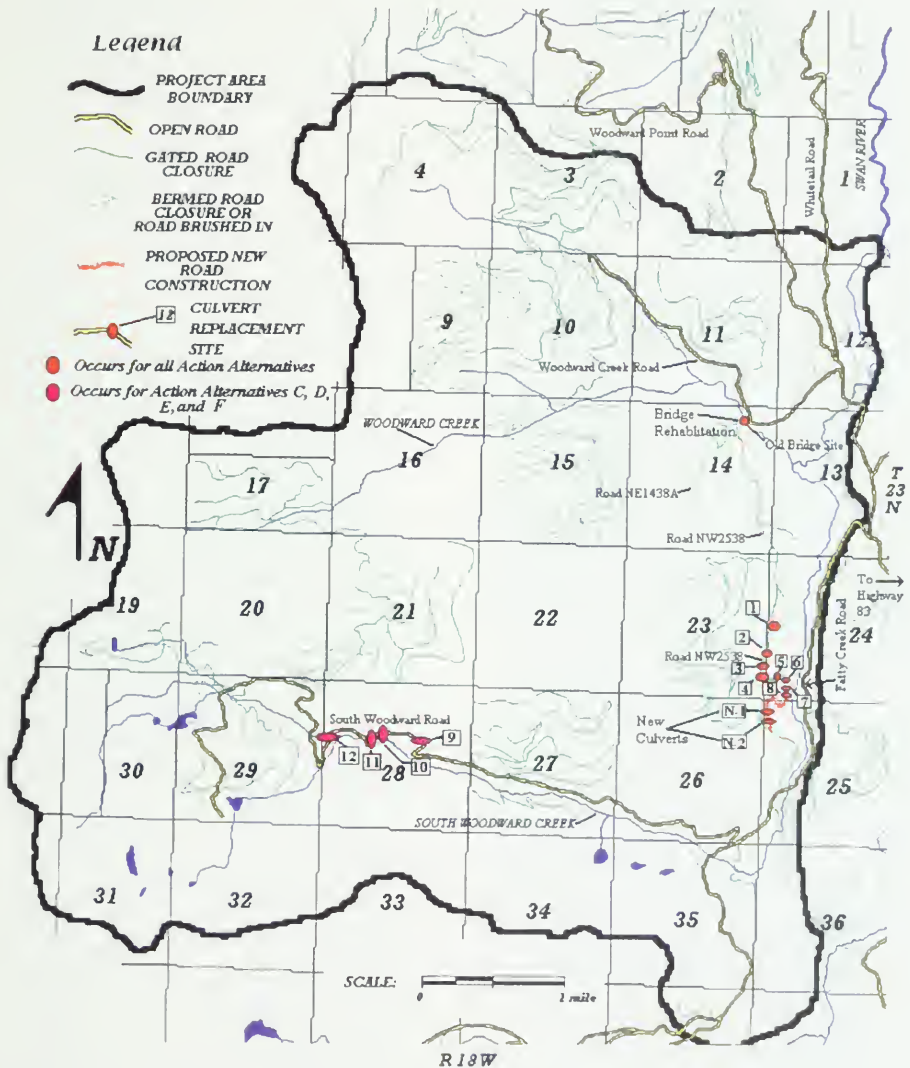 Legend
PROJECT AREA
BOUNDARY
OPEN ROAD
GATED ROAD
CLOSURE
BERMED ROAD
CLOSURE OR
ROAD BRUSHED IN
PROPOSED NEW
ROAD
CONSTRUCTION
12
CULVERT
REPLACEMENT
SITE
Occurs for all Action Alternatives
Occurs for Action Alternatives C, D,
E, and F
N
Woodward Point Road
Whitetail Road
SWAN RIVER
4
3
2
1
9
10
11
12
Woodward Creek Road
WOODWARD CREEK
Bridge
Rehabilitation
Old Bridge Site
17
16
15
14
13
T
23
N
Road NE1438A
Road NW2538
To
Highway
83
19
20
21
22
23
24
1
2
Road NW2538
3
4
5
6
7
8
Fatty Creek Road
New
Culverts
N-1
N-2
South Woodward Road
9
10
11
12
30
29
28
27
26
25
SOUTH WOODWARD CREEK
31
32
33
34
35
36
SCALE:
0
1 mile
R 18 W